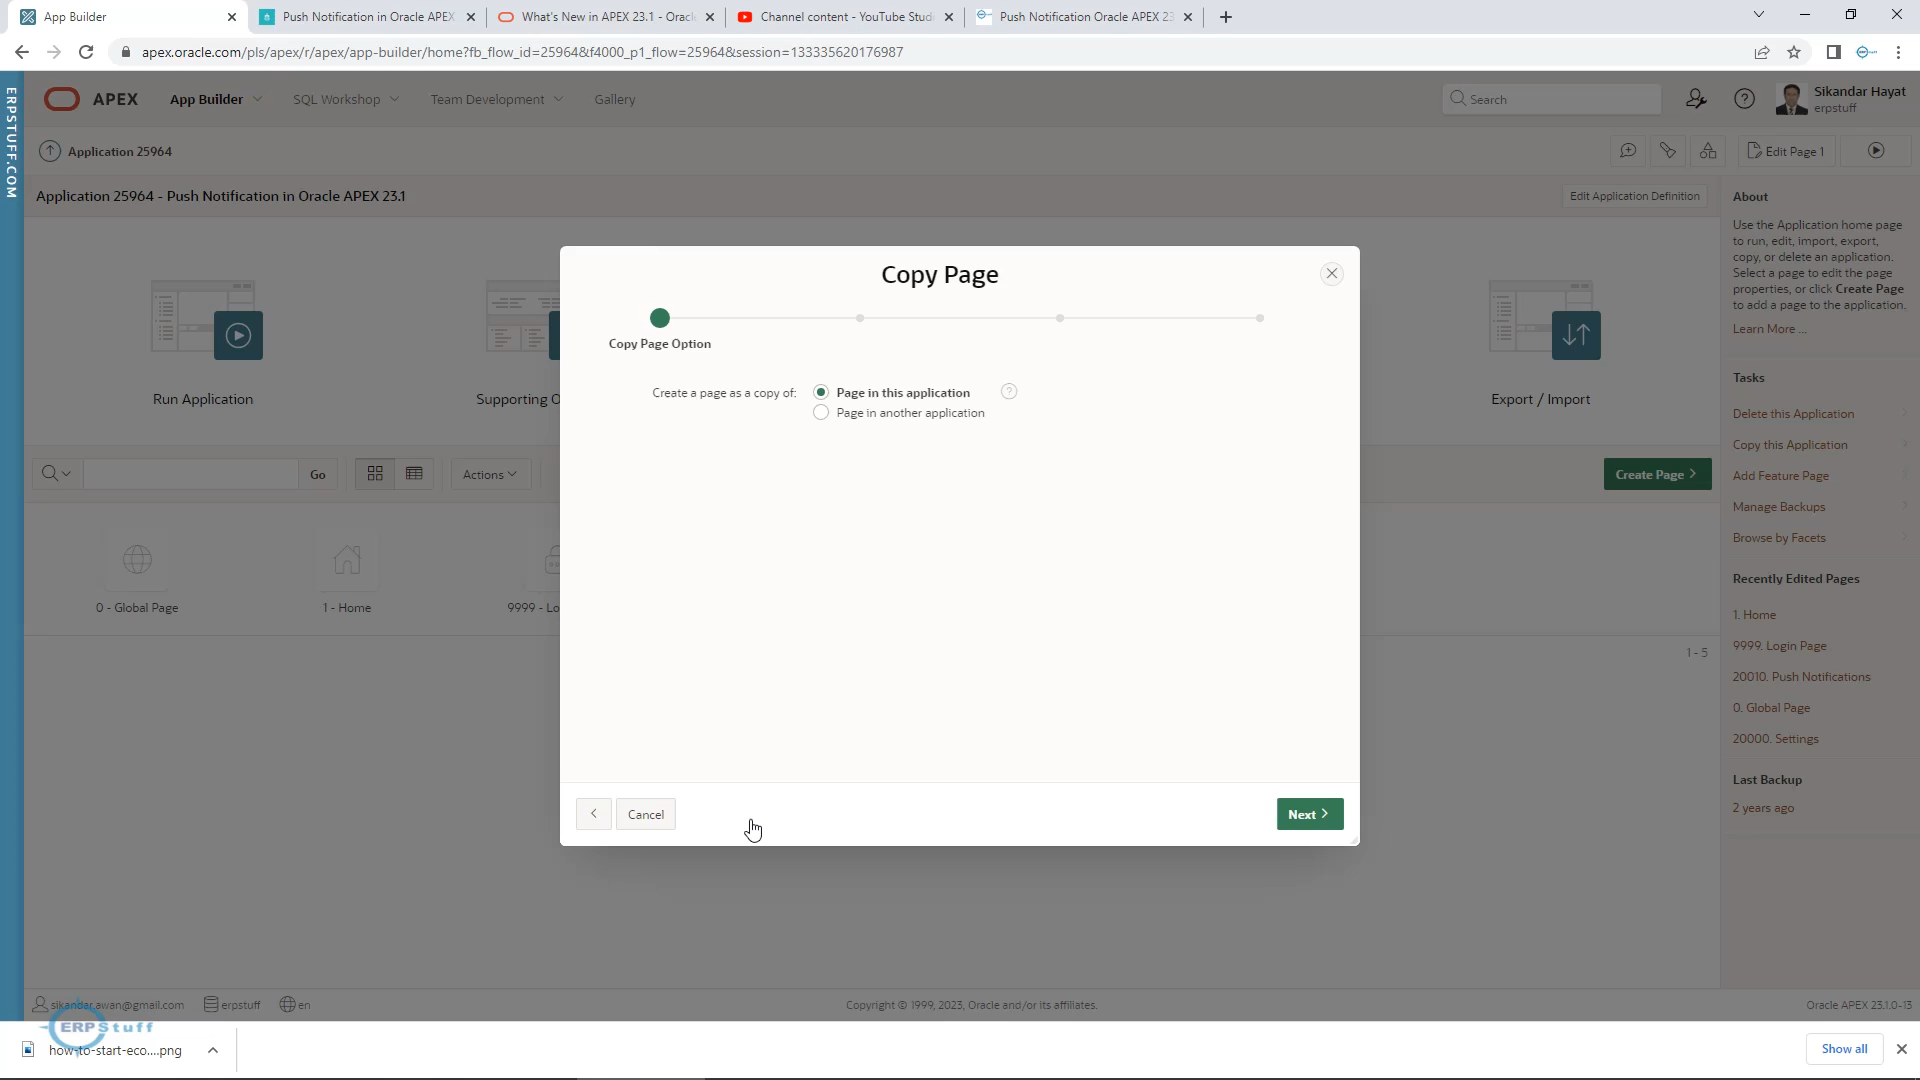 App Builder
Push Notification in Oracle APEX
What's New in APEX 23.1 - Oracl
Channel content - YouTube Stud
Push Notification Oracle APEX 23
apex.oracle.com/pls/apex/r/apex/app-builder/home?fb_flow_id=25964&f4000_p1_flow=25964&session=133335620176987
ERPSTUFF.COM
APEX
App Builder
SQL Workshop
Team Development
Gallery
Search
Sikandar Hayat
erpstuff
Application 25964
Edit Page 1
Application 25964 - Push Notification in Oracle APEX 23.1
Edit Application Definition
About
Use the Application home page
to run, edit, import, export,
copy, or delete an application.
Select a page to edit the page
properties, or click Create Page
to add a page to the application.
Learn More ...
Copy Page
Copy Page Option
Create a page as a copy of:
Page in this application
Page in another application
Run Application
Supporting O
Export / Import
Go
Actions
Create Page
0 - Global Page
1 - Home
9999 - Lo
1 - 5
Cancel
Next
Tasks
Delete this Application
Copy this Application
Add Feature Page
Manage Backups
Browse by Facets
Recently Edited Pages
1. Home
9999. Login Page
20010. Push Notifications
0. Global Page
20000. Settings
Last Backup
2 years ago
sikandar.awan@gmail.com
erpstuff
en
Copyright © 1999, 2023, Oracle and/or its affiliates.
Oracle APEX 23.1.0-13
ERPStuff
how-to-start-eco....png
Show all